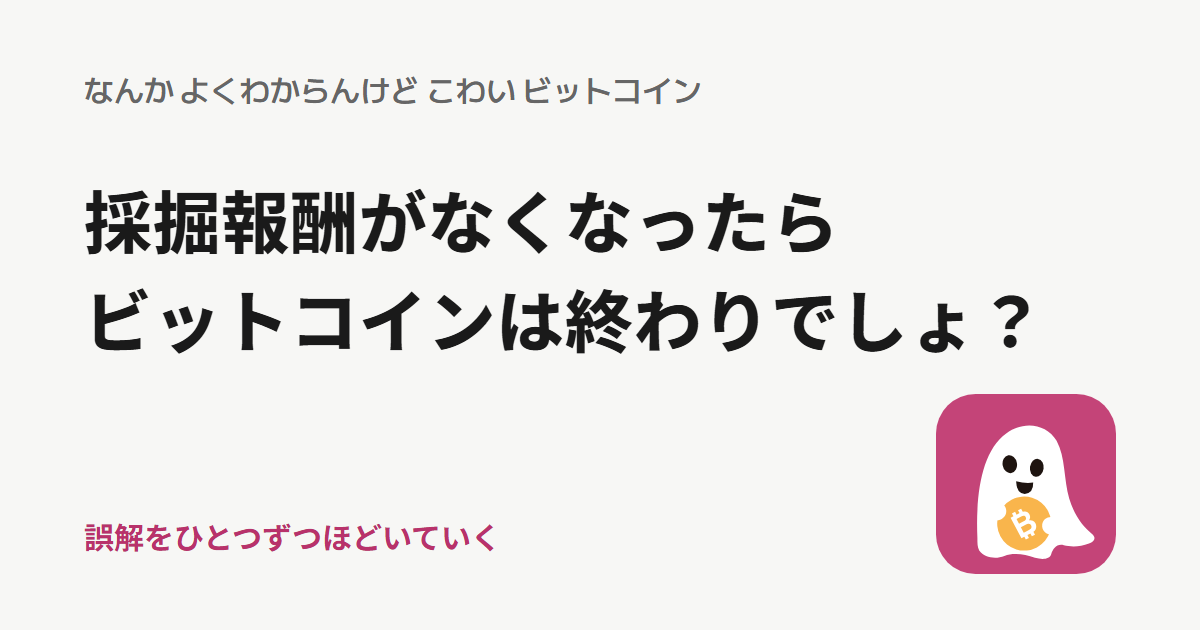 なんか よくわからんけど こわい ビットコイン
採掘報酬がなくなったら
ビットコインは終わりでしょ？
誤解をひとつずつほどいていく